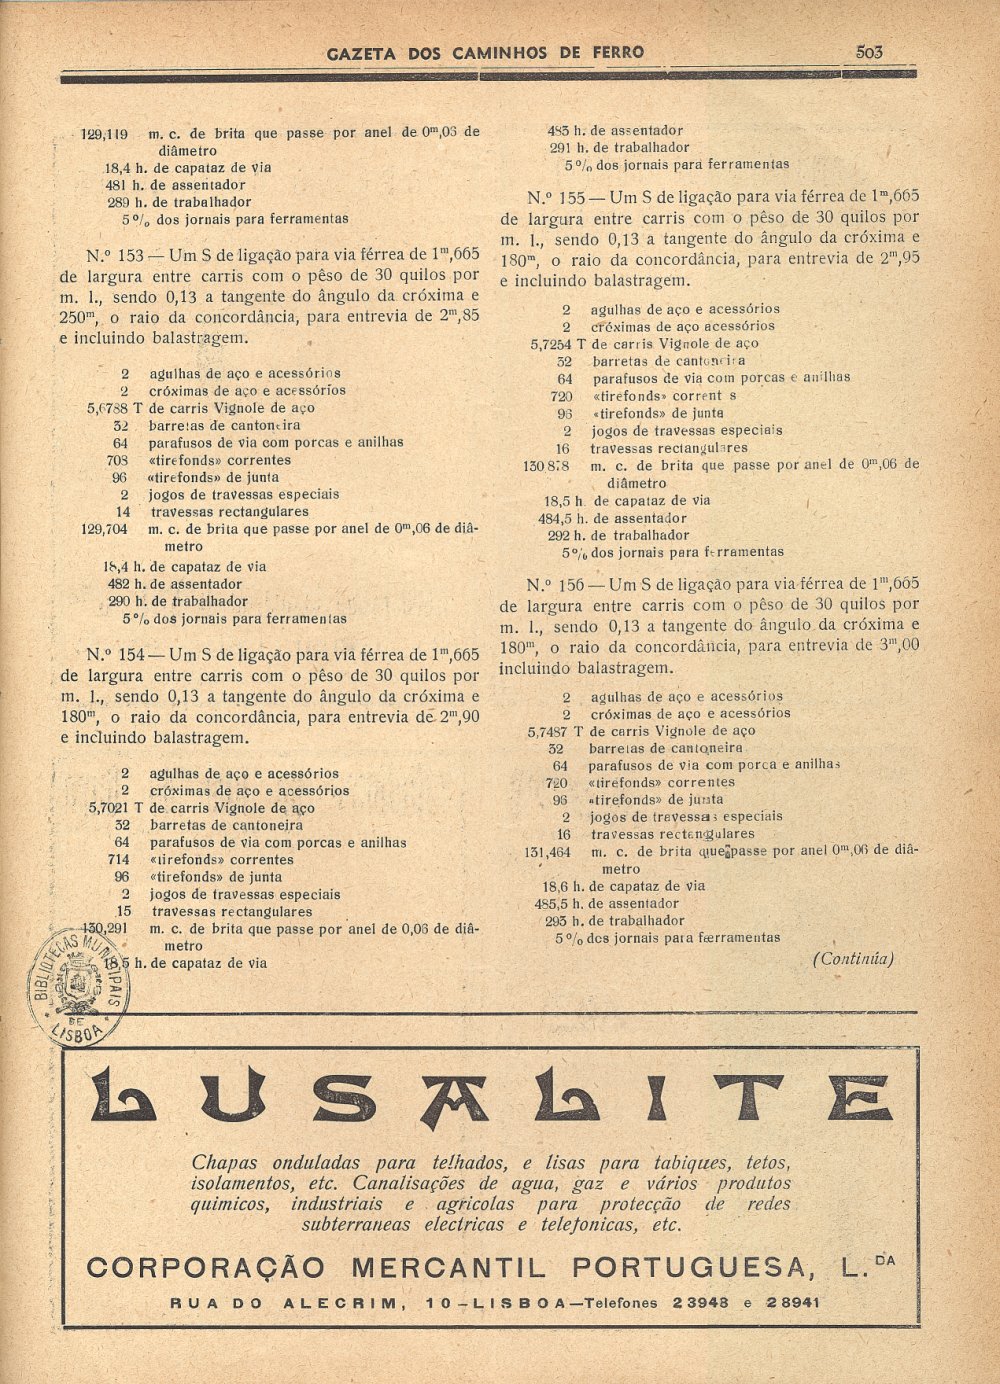 GAZETA DOS CAMINHOS DE FERRO 503
129,119 m. c. de brita que passe por anel de 0ᵐ,06 de
diâmetro
18,4 h. de capataz de via
481 h. de assentador
289 h. de trabalhador
5 % dos jornais para ferramentas
N.º 153 — Um S de ligação para via férrea de 1ᵐ,665
de largura entre carris com o pêso de 30 quilos por
m. l., sendo 0,13 a tangente do ângulo da cróxima e
250ᵐ, o raio da concordância, para entrevia de 2ᵐ,85
e incluindo balastragem.
2 agulhas de aço e acessórios
2 cróximas de aço e acessórios
5,6788 T de carris Vignole de aço
32 barretas de cantoneira
64 parafusos de via com porcas e anilhas
708 «tirefonds» correntes
96 «tirefonds» de junta
2 jogos de travessas especiais
14 travessas rectangulares
129,704 m. c. de brita que passe por anel de 0ᵐ,06 de diâ-
metro
18,4 h. de capataz de via
482 h. de assentador
290 h. de trabalhador
5 % dos jornais para ferramentas
N.º 154 — Um S de ligação para via férrea de 1ᵐ,665
de largura entre carris com o pêso de 30 quilos por
m. l., sendo 0,13 a tangente do ângulo da cróxima e
180ᵐ, o raio da concordância, para entrevia de 2ᵐ,90
e incluindo balastragem.
2 agulhas de aço e acessórios
2 cróximas de aço e acessórios
5,7021 T de carris Vignole de aço
32 barretas de cantoneira
64 parafusos de via com porcas e anilhas
714 «tirefonds» correntes
96 «tirefonds» de junta
2 jogos de travessas especiais
15 travessas rectangulares
130,291 m. c. de brita que passe por anel de 0,06 de diâ-
metro
18,5 h. de capataz de via
483 h. de assentador
291 h. de trabalhador
5 % dos jornais para ferramentas
N.º 155 — Um S de ligação para via férrea de 1ᵐ,665
de largura entre carris com o pêso de 30 quilos por
m. l., sendo 0,13 a tangente do ângulo da cróxima e
180ᵐ, o raio da concordância, para entrevia de 2ᵐ,95
e incluindo balastragem.
2 agulhas de aço e acessórios
2 cróximas de aço acessórios
5,7254 T de carris Vignole de aço
32 barretas de cantoneira
64 parafusos de via com porcas e anilhas
720 «tirefonds» corrent s
96 «tirefonds» de junta
2 jogos de travessas especiais
16 travessas rectangulares
130 878 m. c. de brita que passe por anel de 0ᵐ,06 de
diâmetro
18,5 h. de capataz de via
484,5 h. de assentador
292 h. de trabalhador
5 % dos jornais para ferramentas
N.º 156 — Um S de ligação para via férrea de 1ᵐ,665
de largura entre carris com o pêso de 30 quilos por
m. l., sendo 0,13 a tangente do ângulo da cróxima e
180ᵐ, o raio da concordância, para entrevia de 3ᵐ,00
incluindo balastragem.
2 agulhas de aço e acessórios
2 cróximas de aço e acessórios
5,7487 T de carris Vignole de aço
32 barretas de cantoneira
64 parafusos de via com porca e anilhas
720 «tirefonds» correntes
96 «tirefonds» de junta
2 jogos de travessas especiais
16 travessas rectangulares
131,464 m. c. de brita que passe por anel 0ᵐ,06 de diâ-
metro
18,6 h. de capataz de via
485,5 h. de assentador
293 h. de trabalhador
5 % dos jornais para færramentas
(Continúa)
BIBLIOTECAS MUNICIPAIS
DE
LISBOA
LUSALITE
Chapas onduladas para telhados, e lisas para tabiques, tetos,
isolamentos, etc. Canalisações de agua, gaz e vários produtos
quimicos, industriais e agricolas para protecção de redes
subterraneas electricas e telefonicas, etc.
CORPORAÇÃO MERCANTIL PORTUGUESA, L.ᴰᴬ
RUA DO ALECRIM, 10 – LISBOA — Telefones 23948 e 28941